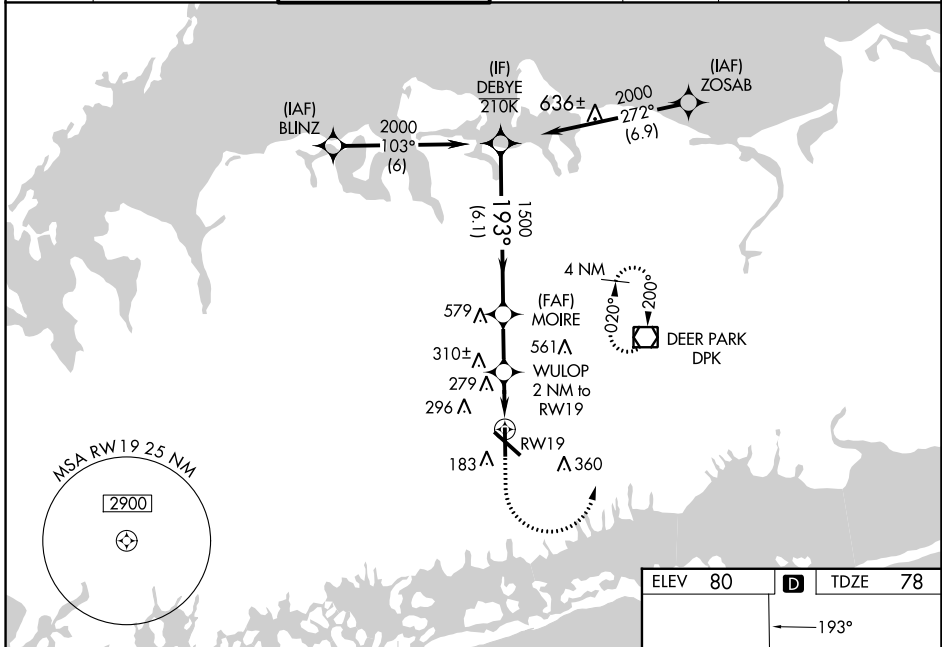 (IF)
DEBYE
210K
(IAF)
ZOSAB
636±
2000
272°
(6.9)
(IAF)
BLINZ
2000
103°
(6)
1500
193°
(6.1)
4 NM
020°
200°
DEER PARK
DPK
579
(FAF)
MOIRE
561
310±
WULOP
2 NM to
RW19
279
296
RW19
183
360
MSA RW19 25 NM
2900
ELEV 80
D
TDZE 78
193°